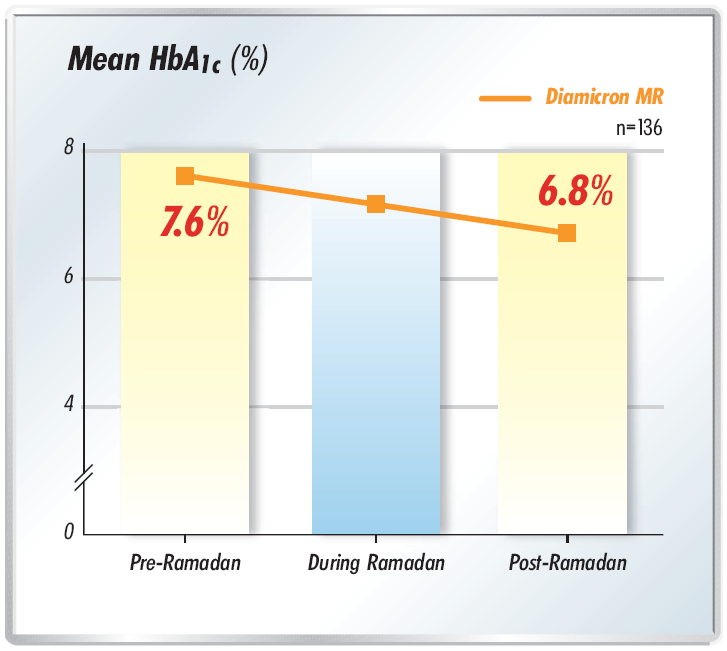 Mean HbA1c (%)
Diamicron MR
n=136
8
7.6%
6.8%
6
4
0
Pre-Ramadan
During Ramadan
Post-Ramadan